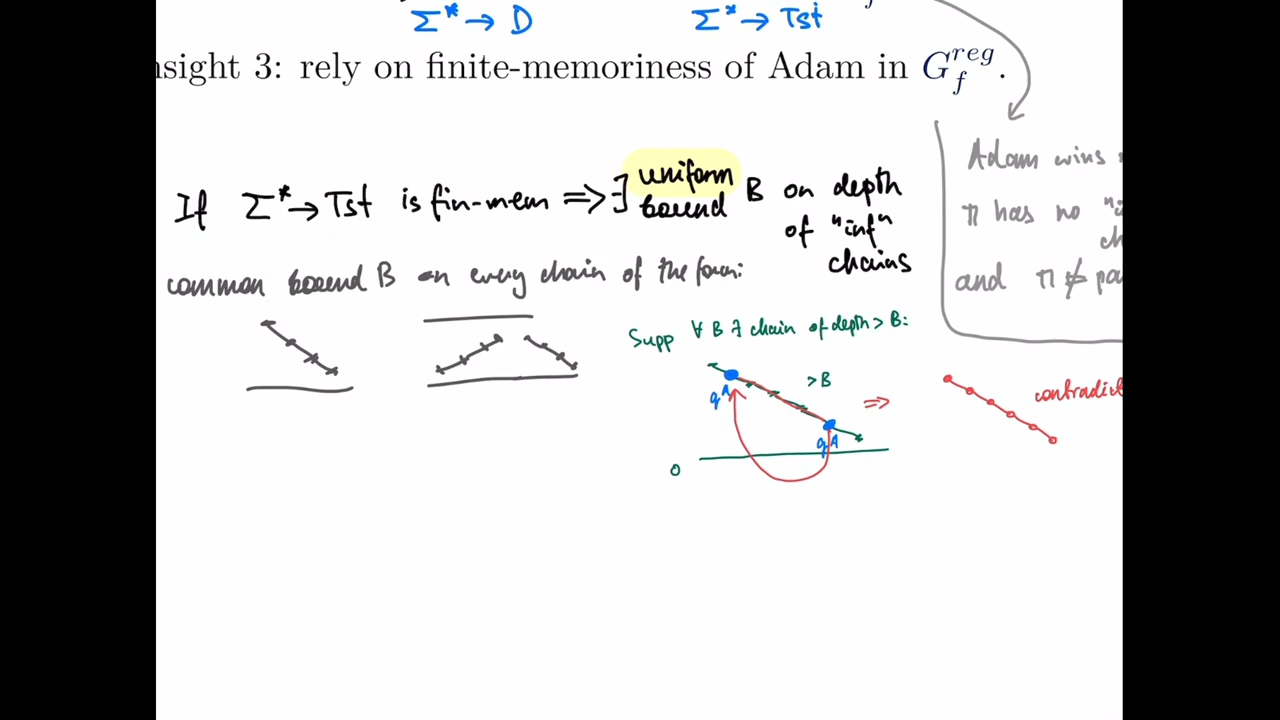 Σ* → D Σ* → Tst
nsight 3: rely on finite-memoriness of Adam in G_f^{reg}.
If Σ* → Tst is fin-mem => ∃ uniform bound B on depth of "inf" chains
common bound B on every chain of the form:
Adam wins
π has no "i
ch
and π ⊭ pa
Supp ∀ B ∃ chain of depth > B:
>B
q^A
q^A
0
=>
contradict